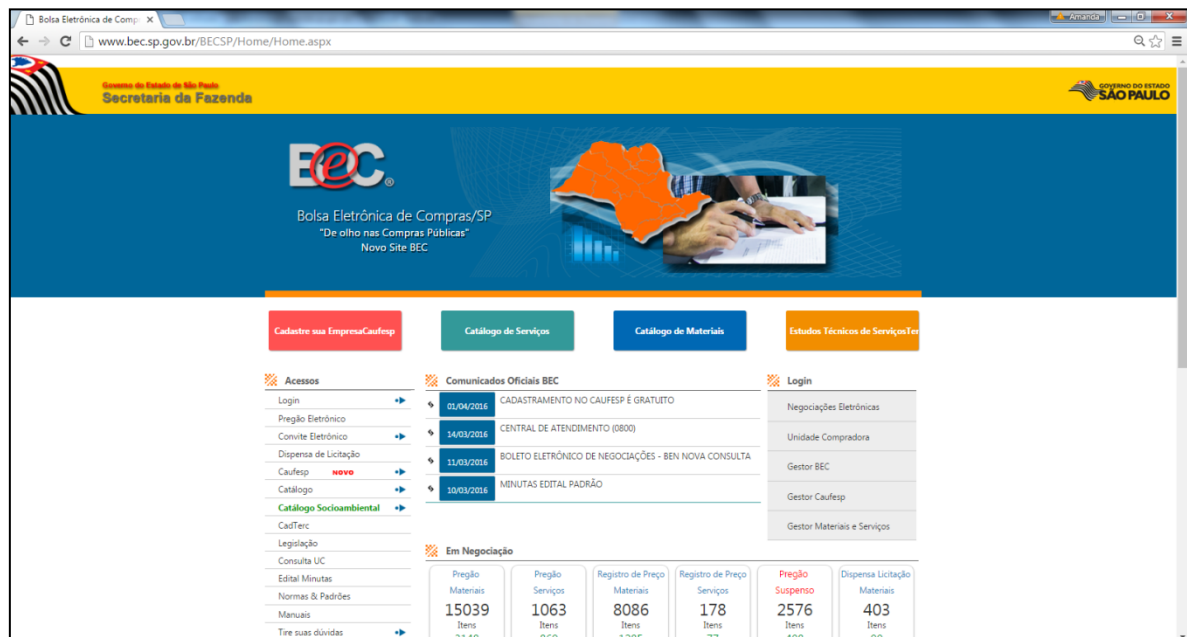 Bolsa Eletrônica de Comp
Amanda
www.bec.sp.gov.br/BECSP/Home/Home.aspx
Governo do Estado de São Paulo
Secretaria da Fazenda
GOVERNO DO ESTADO
SÃO PAULO
BeC
Bolsa Eletrônica de Compras/SP
"De olho nas Compras Públicas"
Novo Site BEC
Cadastre sua EmpresaCaufesp
Catálogo de Serviços
Catálogo de Materiais
Estudos Técnicos de ServiçosTer
Acessos
Login
Pregão Eletrônico
Convite Eletrônico
Dispensa de Licitação
Caufesp NOVO
Catálogo
Catálogo Socioambiental
CadTerc
Legislação
Consulta UC
Edital Minutas
Normas & Padrões
Manuais
Tire suas dúvidas
Comunicados Oficiais BEC
01/04/2016 CADASTRAMENTO NO CAUFESP É GRATUITO
14/03/2016 CENTRAL DE ATENDIMENTO (0800)
11/03/2016 BOLETO ELETRÔNICO DE NEGOCIAÇÕES - BEN NOVA CONSULTA
10/03/2016 MINUTAS EDITAL PADRÃO
Login
Negociações Eletrônicas
Unidade Compradora
Gestor BEC
Gestor Caufesp
Gestor Materiais e Serviços
Em Negociação
Pregão
Materiais
15039
Itens
Pregão
Serviços
1063
Itens
Registro de Preço
Materiais
8086
Itens
Registro de Preço
Serviços
178
Itens
Pregão
Suspenso
2576
Itens
Dispensa Licitação
Materiais
403
Itens